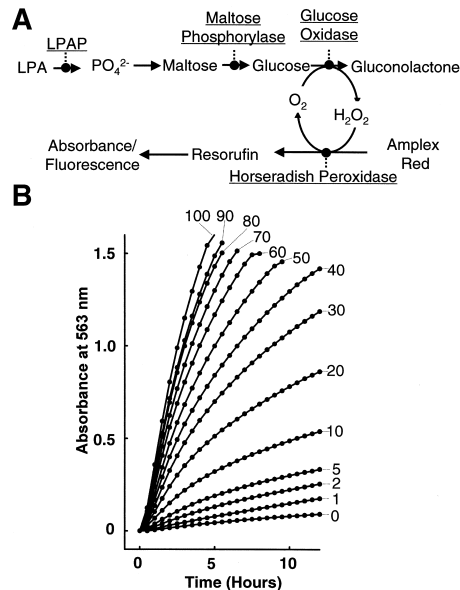 A
LPAP
Maltose
Phosphorylase
Glucose
Oxidase
LPA
PO₄²⁻
Maltose
Glucose
Gluconolactone
O₂
H₂O₂
Absorbance/
Fluorescence
Resorufin
Amplex
Red
Horseradish Peroxidase
B
100
90
80
70
60
50
40
30
20
10
5
2
1
0
1.5
1.0
0.5
0
Absorbance at 563 nm
0
5
10
Time (Hours)